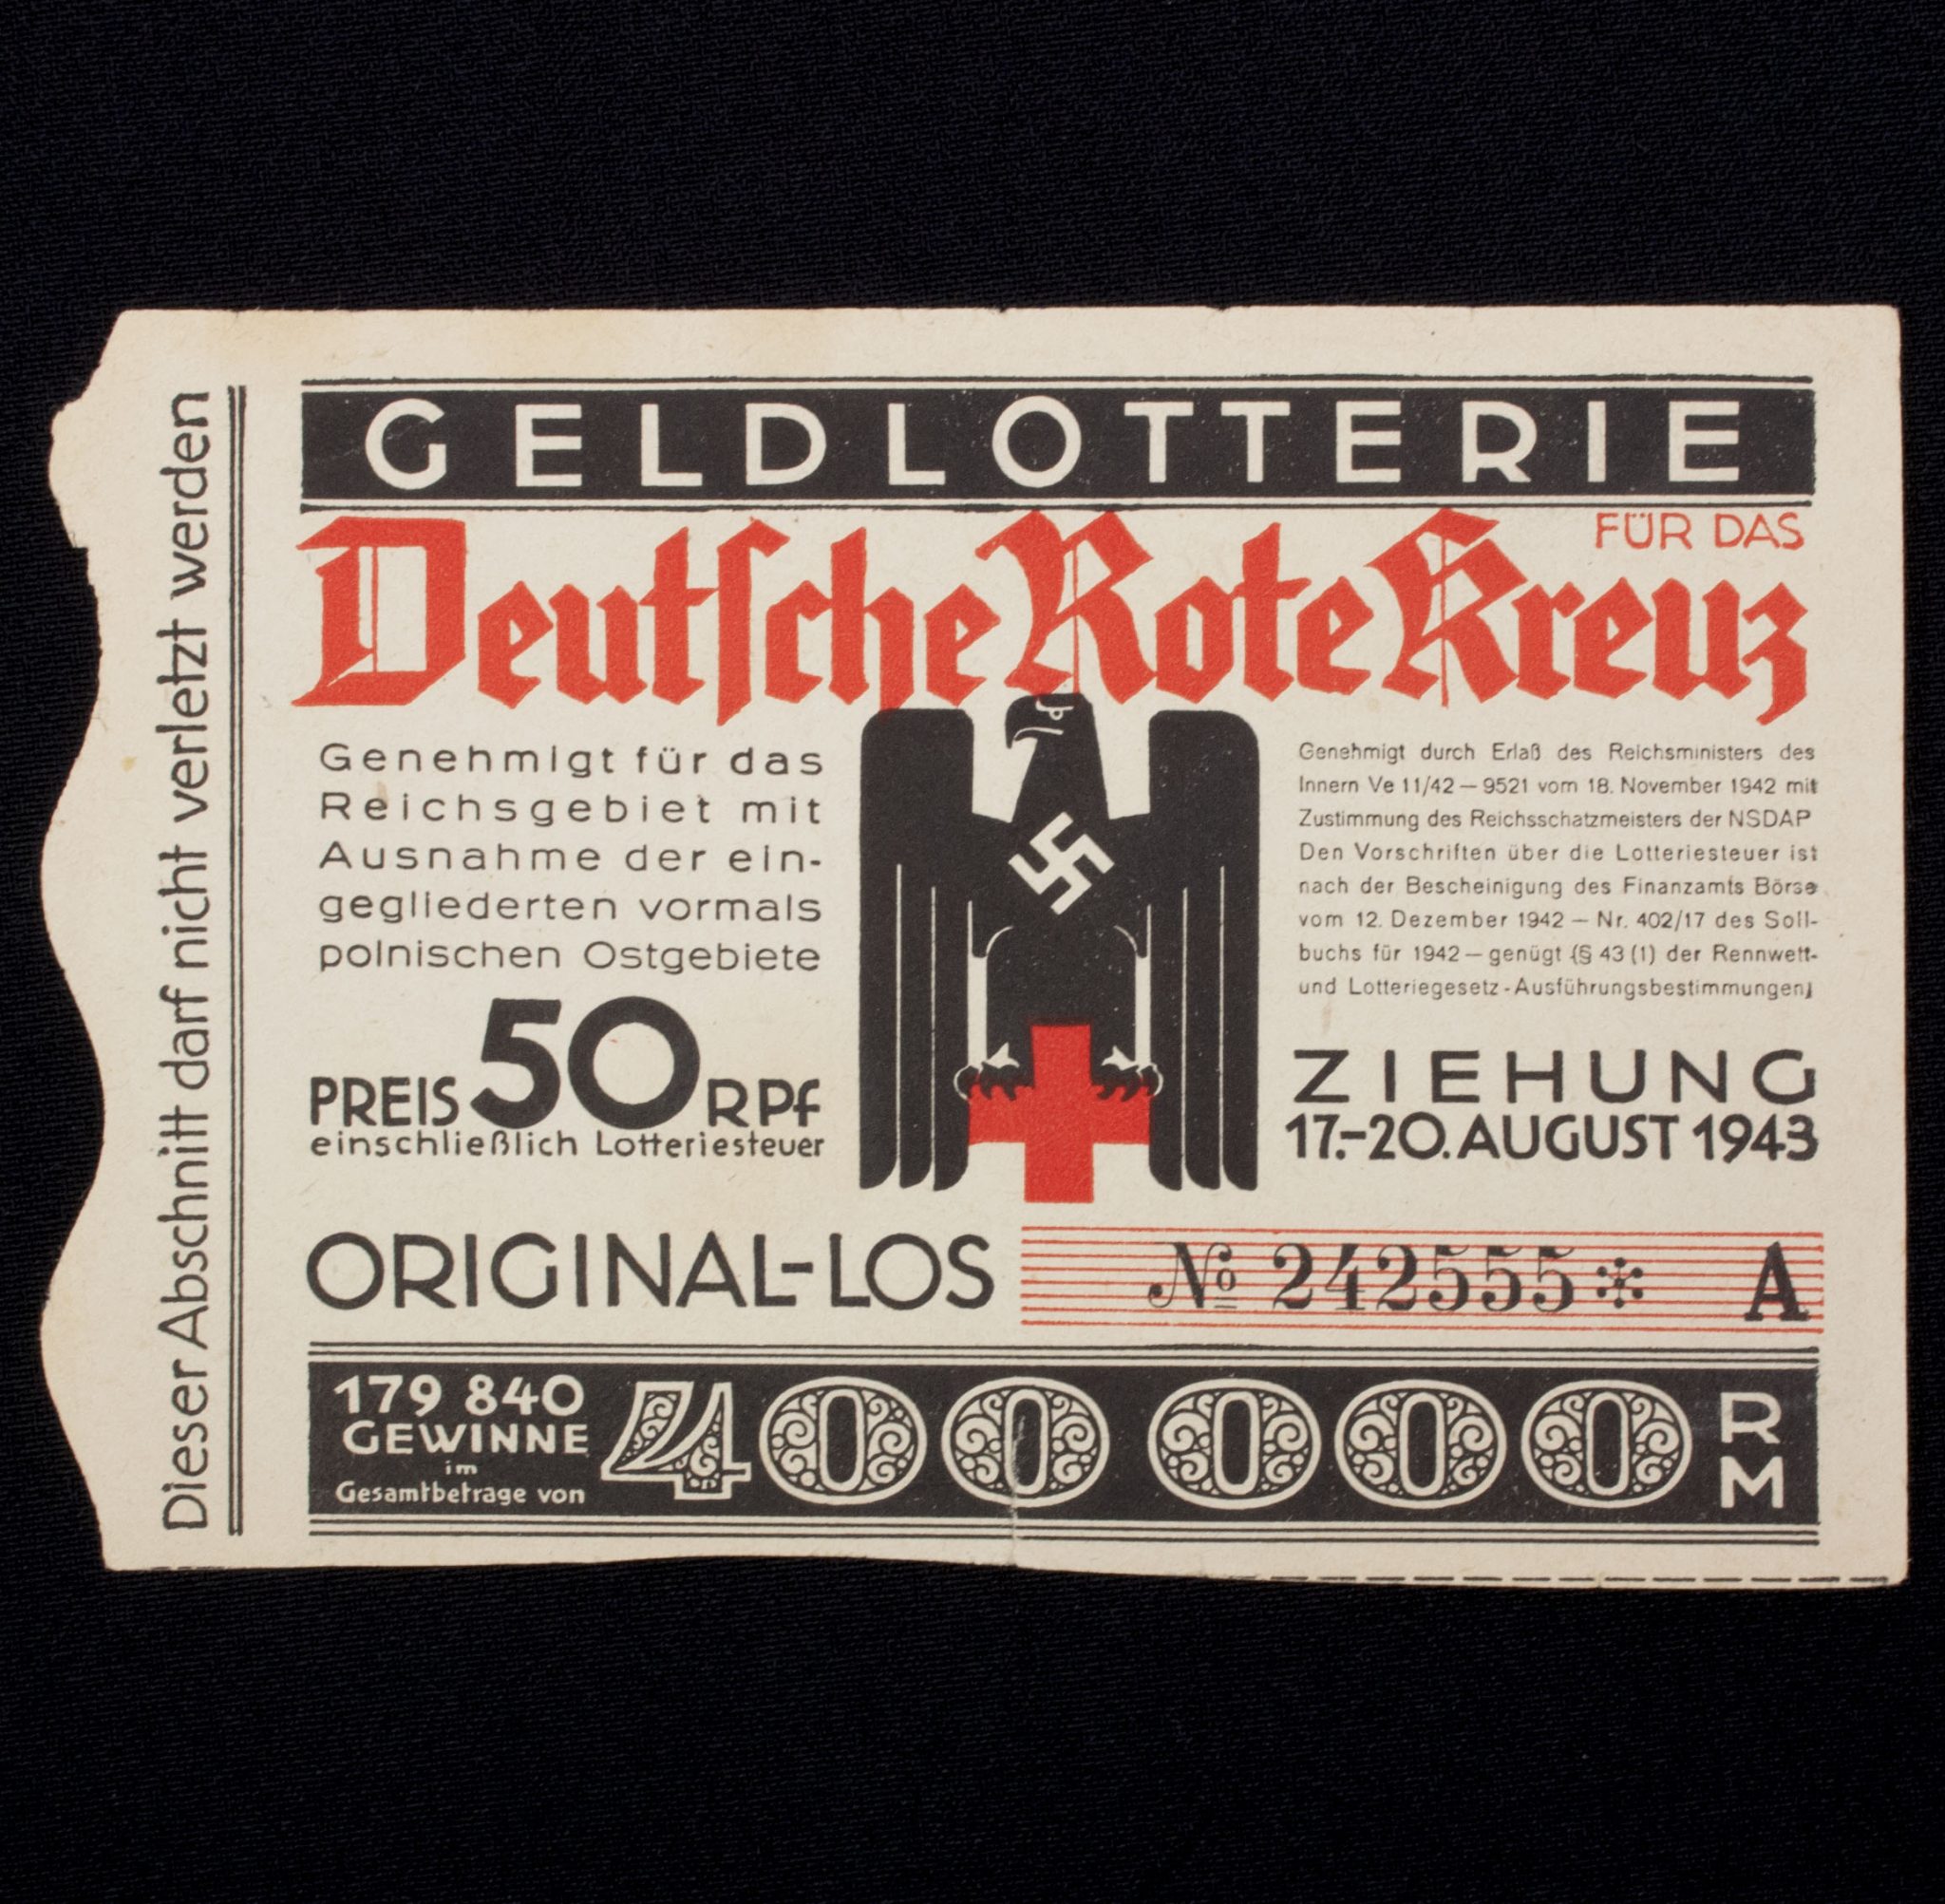 Dieser Abschnitt darf nicht verletzt werden
GELDLOTTERIE
FÜR DAS
Deutſche Rote Kreuz
Genehmigt für das
Reichsgebiet mit
Ausnahme der ein-
gegliederten vormals
polnischen Ostgebiete
PREIS 50 RPf
einschließlich Lotteriesteuer
Genehmigt durch Erlaß des Reichsministers des
Innern Ve 11/42 — 9521 vom 18. November 1942 mit
Zustimmung des Reichsschatzmeisters der NSDAP
Den Vorschriften über die Lotteriesteuer ist
nach der Bescheinigung des Finanzamts Börse
vom 12. Dezember 1942 — Nr. 402/17 des Soll-
buchs für 1942 — genügt (§ 43 (1) der Rennwett-
und Lotteriegesetz-Ausführungsbestimmungen)
ZIEHUNG
17.-20. AUGUST 1943
ORIGINAL-LOS
№ 242555 * A
179 840
GEWINNE
im
Gesamtbetrage von
400 000 RM